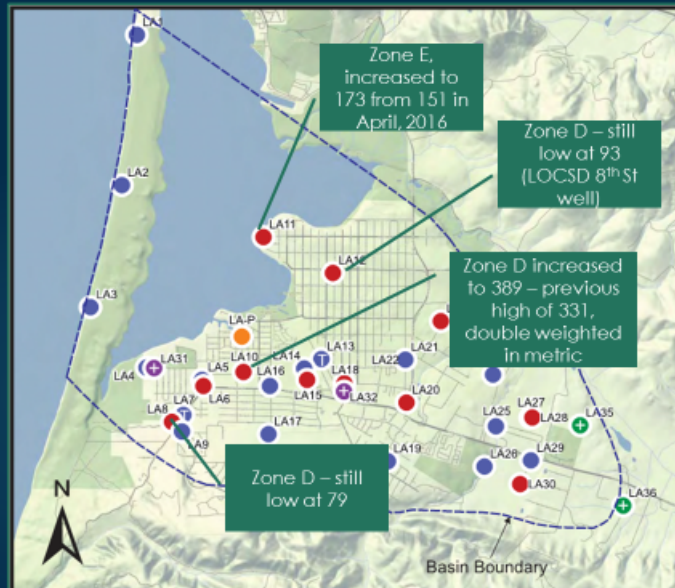 LA1
Zone E,
increased to
173 from 151 in
April, 2016
Zone D – still
low at 93
(LOCSD 8th St
well)
LA2
LA11
LA12
Zone D increased
to 389 – previous
high of 331,
double weighted
in metric
LA3
LA-P
LA31
LA4
LA5
LA10
LA14
T
LA13
LA22
LA21
LA6
LA16
LA15
LA18
LA32
LA20
LA7
T
LA8
LA9
LA17
LA25
LA27
LA28
LA35
LA19
LA26
LA29
LA30
LA36
Zone D – still
low at 79
N
Basin Boundary